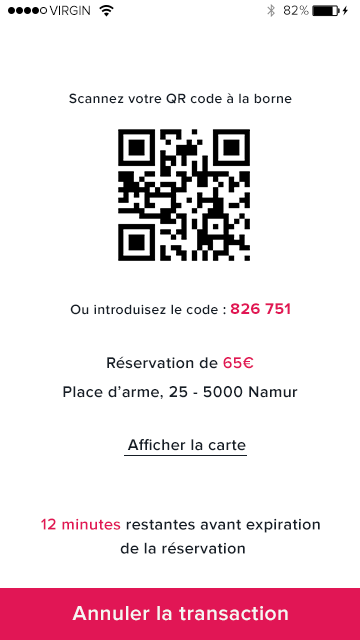 VIRGIN 82%
Scannez votre QR code à la borne
Ou introduisez le code : 826 751
Réservation de 65€
Place d’arme, 25 - 5000 Namur
Afficher la carte
12 minutes restantes avant expiration
de la réservation
Annuler la transaction